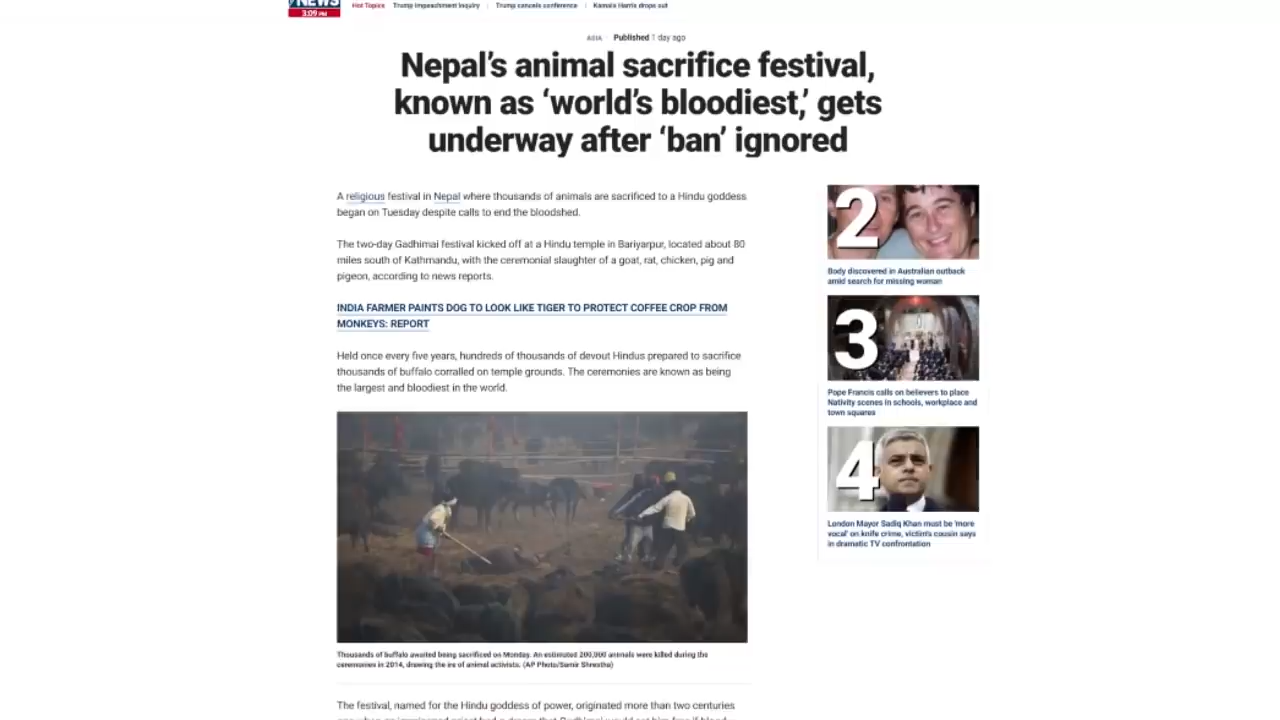 NEWS
3:09 PM
Hot Topics Trump impeachment inquiry Trump cancels conference Kamala Harris drops out
ASIA Published 1 day ago
Nepal's animal sacrifice festival,
known as 'world's bloodiest,' gets
underway after 'ban' ignored
A religious festival in Nepal where thousands of animals are sacrificed to a Hindu goddess
began on Tuesday despite calls to end the bloodshed.
The two-day Gadhimai festival kicked off at a Hindu temple in Bariyarpur, located about 80
miles south of Kathmandu, with the ceremonial slaughter of a goat, rat, chicken, pig and
pigeon, according to news reports.
INDIA FARMER PAINTS DOG TO LOOK LIKE TIGER TO PROTECT COFFEE CROP FROM
MONKEYS: REPORT
Held once every five years, hundreds of thousands of devout Hindus prepared to sacrifice
thousands of buffalo corralled on temple grounds. The ceremonies are known as being
the largest and bloodiest in the world.
Thousands of buffalo awaited being sacrificed on Monday. An estimated 200,000 animals were killed during the
ceremonies in 2014, drawing the ire of animal activists. (AP Photo/Samir Shrestha)
The festival, named for the Hindu goddess of power, originated more than two centuries
2
Body discovered in Australian outback
amid search for missing woman
3
Pope Francis calls on believers to place
Nativity scenes in schools, workplace and
town squares
4
London Mayor Sadiq Khan must be 'more
vocal' on knife crime, victim's cousin says
in dramatic TV confrontation